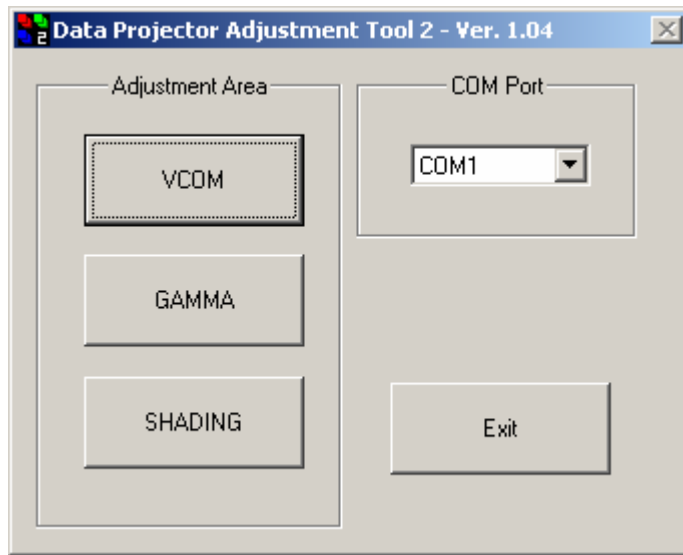 Data Projector Adjustment Tool 2 - Ver. 1.04
Adjustment Area
VCOM
GAMMA
SHADING
COM Port
COM1
Exit